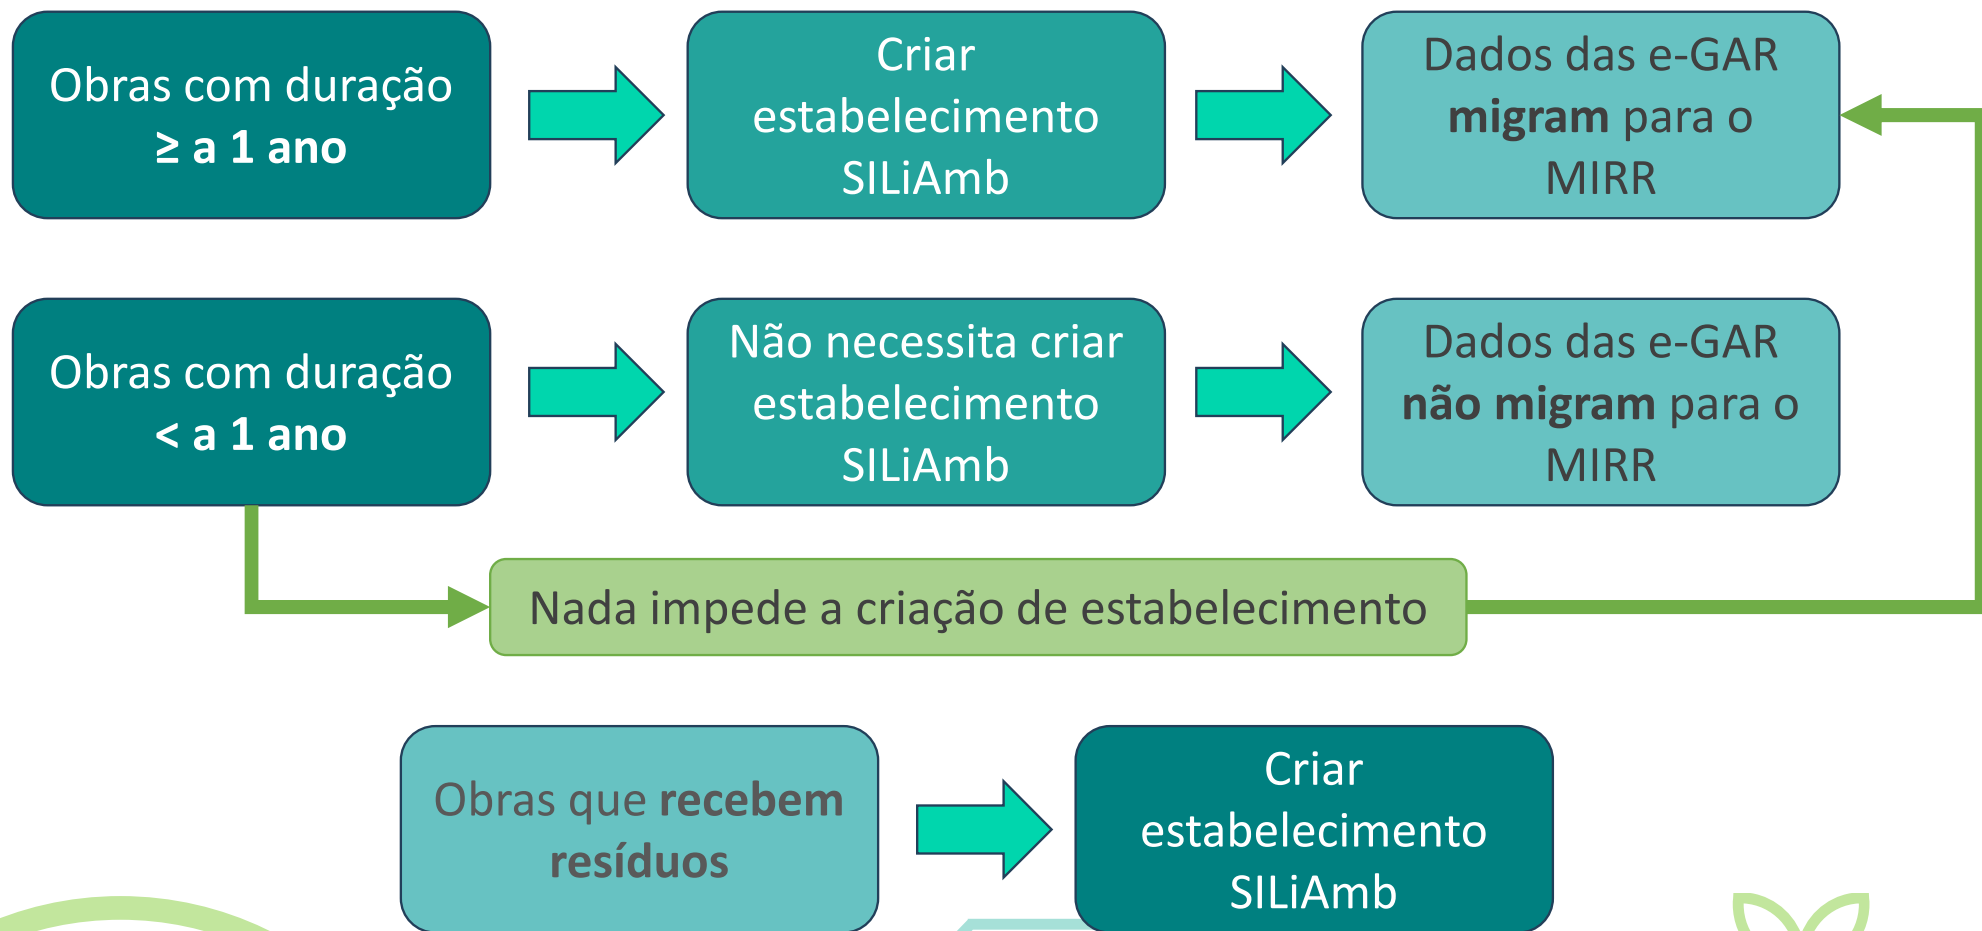 Obras com duração
≥ a 1 ano
Criar
estabelecimento
SILiAmb
Dados das e-GAR
migram para o
MIRR
Obras com duração
< a 1 ano
Não necessita criar
estabelecimento
SILiAmb
Dados das e-GAR
não migram para o
MIRR
Nada impede a criação de estabelecimento
Obras que recebem
resíduos
Criar
estabelecimento
SILiAmb